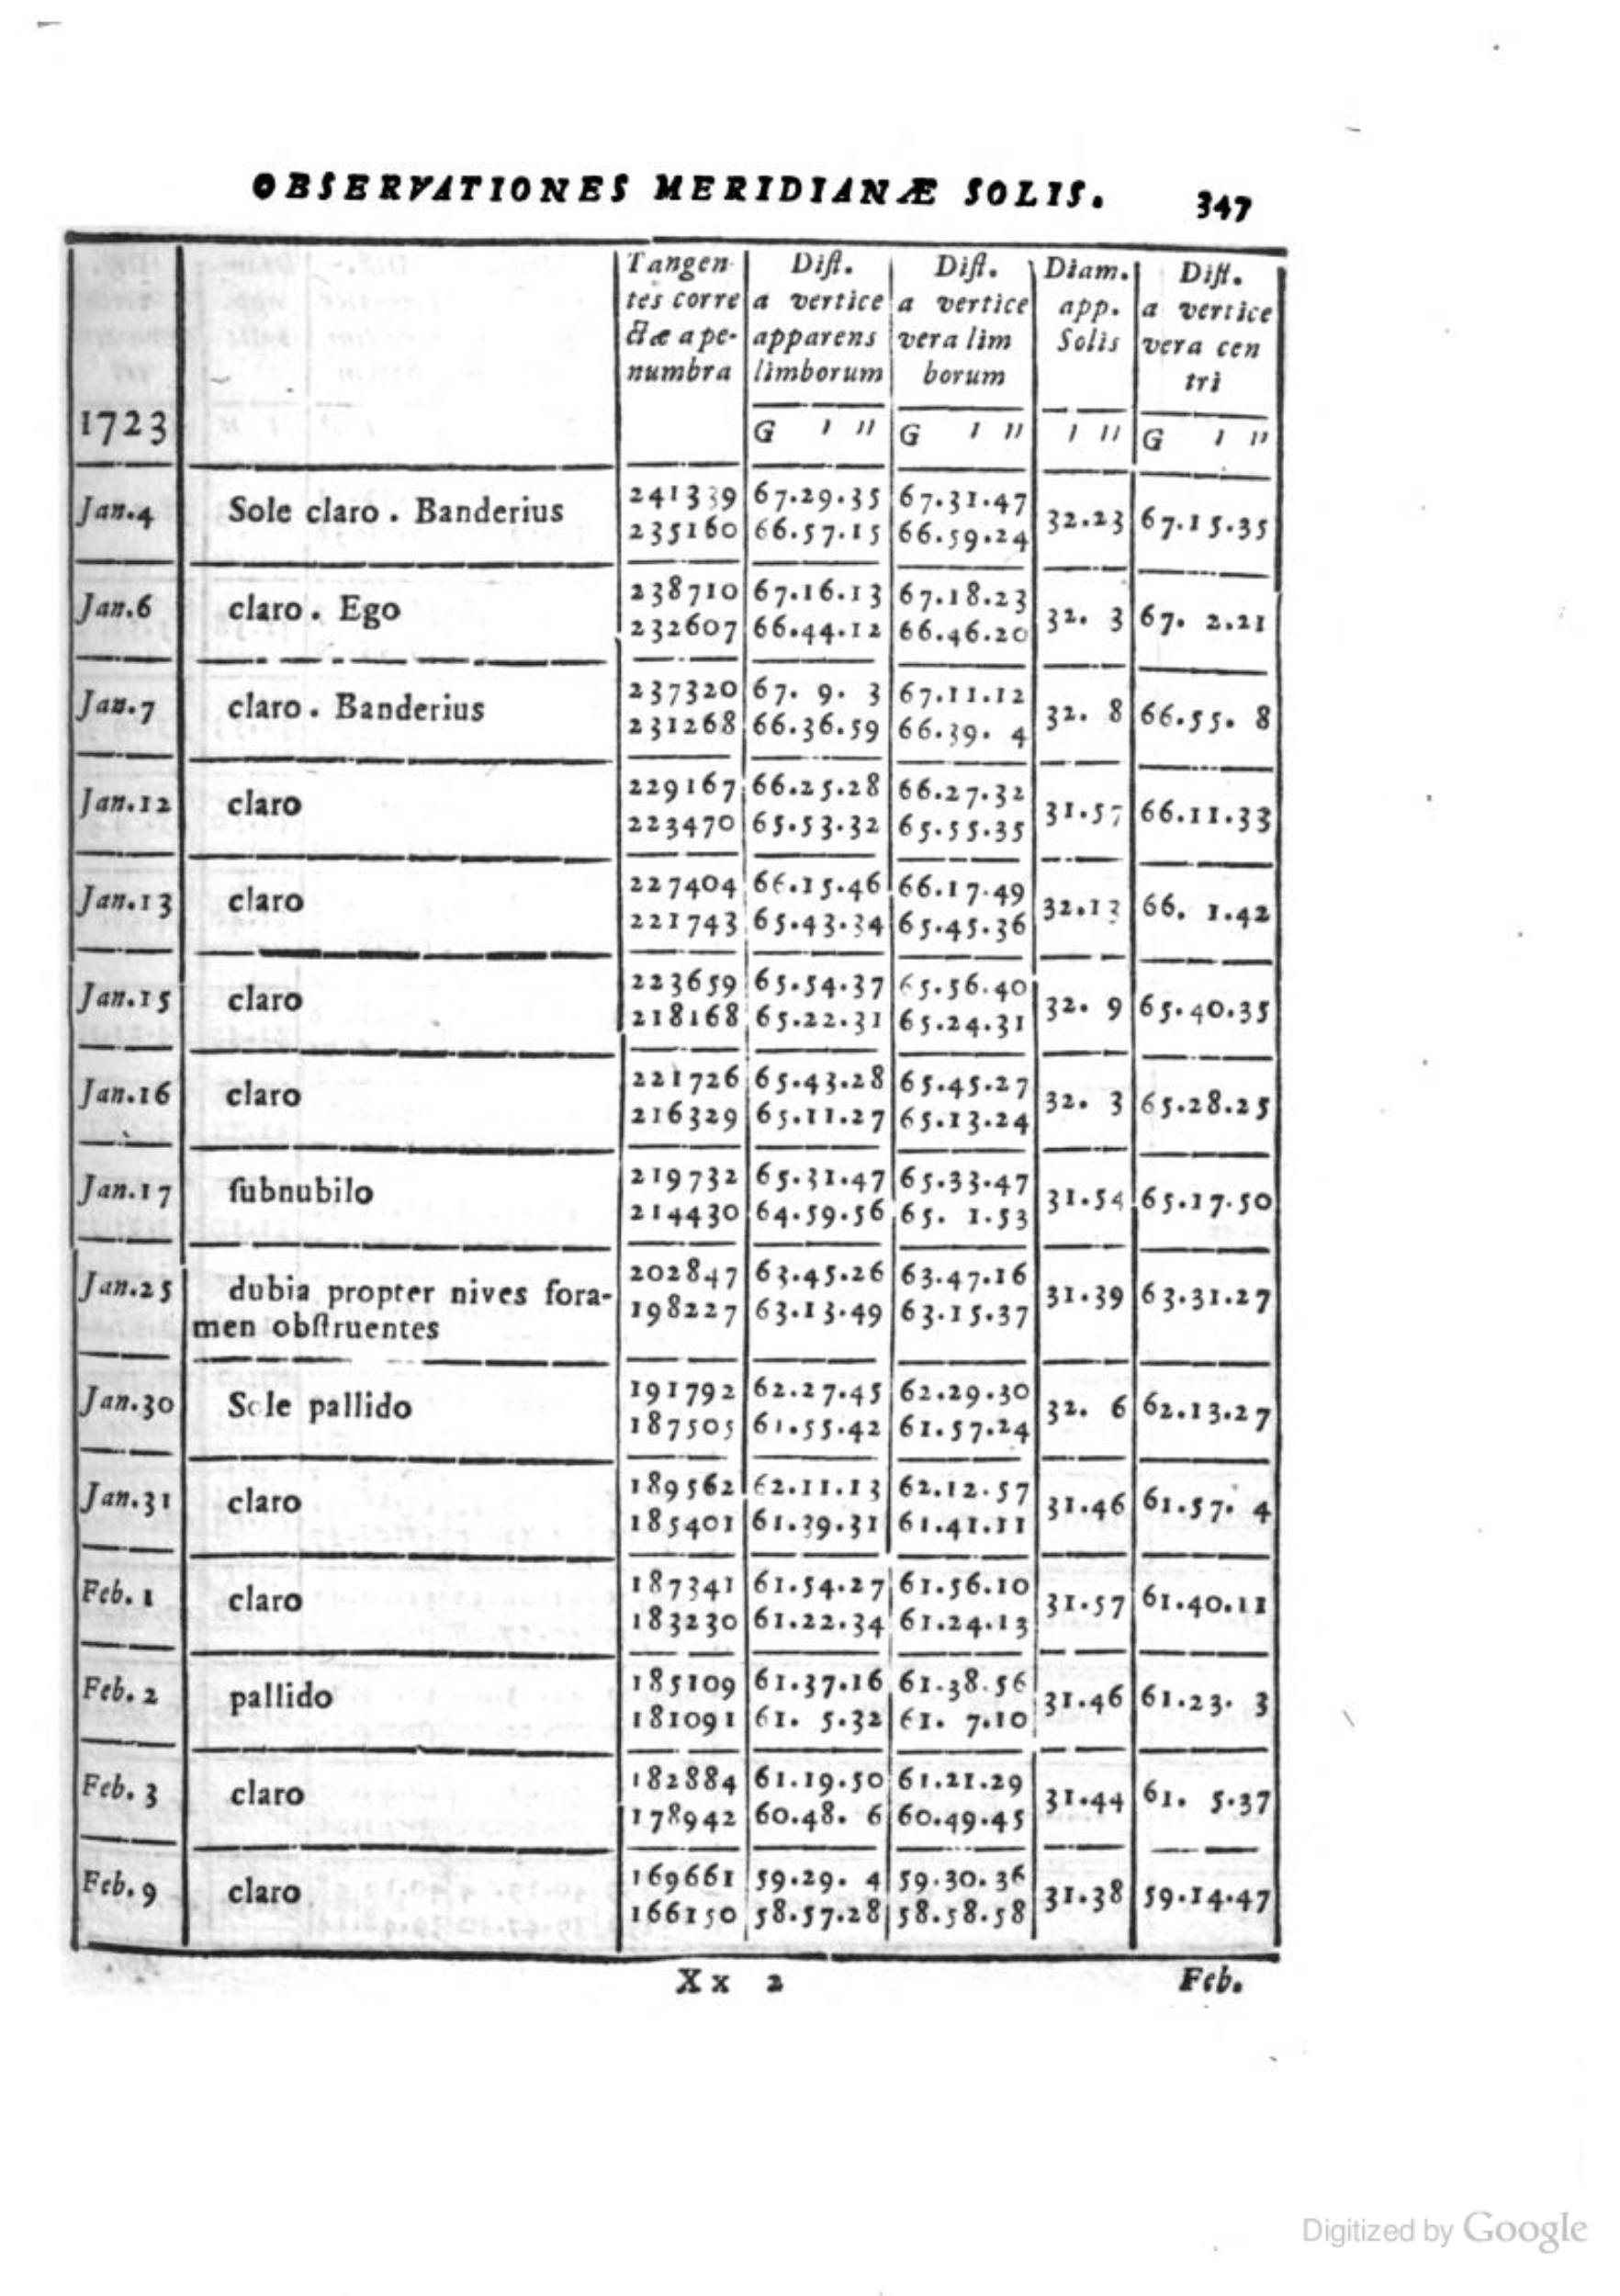 OBSERVATIONES MERIDIANÆ SOLIS. 347
1723
Tangen
tes corre
ctæ a pe-
numbra
Dist.
a vertice
apparens
limborum
G ' "
Dist.
a vertice
vera lim
borum
G ' "
Diam.
app.
Solis
' "
Dist.
a vertice
vera cen
tri
G ' "
Jan.4 Sole claro. Banderius 241339 67.29.35 67.31.47 32.23 67.15.35
235160 66.57.15 66.59.24
Jan.6 claro. Ego 238710 67.16.13 67.18.23 32. 3 67. 2.21
232607 66.44.12 66.46.20
Jan.7 claro. Banderius 237320 67. 9. 3 67.11.12 32. 8 66.55. 8
231268 66.36.59 66.39. 4
Jan.12 claro 229167 66.25.28 66.27.32 31.57 66.11.33
223470 65.53.32 65.55.35
Jan.13 claro 227404 66.15.46 66.17.49 32.13 66. 1.42
221743 65.43.34 65.45.36
Jan.15 claro 223659 65.54.37 65.56.40 32. 9 65.40.35
218168 65.22.31 65.24.31
Jan.16 claro 221726 65.43.28 65.45.27 32. 3 65.28.25
216329 65.11.27 65.13.24
Jan.17 ſubnubilo 219732 65.31.47 65.33.47 31.54 65.17.50
214430 64.59.56 65. 1.53
Jan.25 dubia propter nives fora- 202847 63.45.26 63.47.16 31.39 63.31.27
men obſtruentes 198227 63.13.49 63.15.37
Jan.30 Sole pallido 191792 62.27.45 62.29.30 32. 6 62.13.27
187505 61.55.42 61.57.24
Jan.31 claro 189562 62.11.13 62.12.57 31.46 61.57. 4
185401 61.39.31 61.41.11
Feb. 1 claro 187341 61.54.27 61.56.10 31.57 61.40.11
183230 61.22.34 61.24.13
Feb. 2 pallido 185109 61.37.16 61.38.56 31.46 61.23. 3
181091 61. 5.32 61. 7.10
Feb. 3 claro 182884 61.19.50 61.21.29 31.44 61. 5.37
178942 60.48. 6 60.49.45
Feb. 9 claro 169661 59.29. 4 59.30.36 31.38 59.14.47
166150 58.57.28 58.58.58
Xx 2 Feb.
Digitized by Google